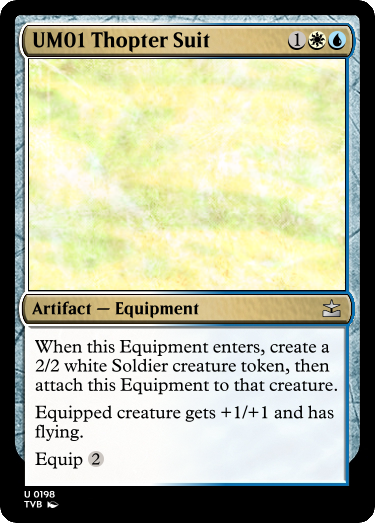 UM01 Thopter Suit 1
Artifact — Equipment
When this Equipment enters, create a
2/2 white Soldier creature token, then
attach this Equipment to that creature.
Equipped creature gets +1/+1 and has
flying.
Equip 2
U 0198
TVB